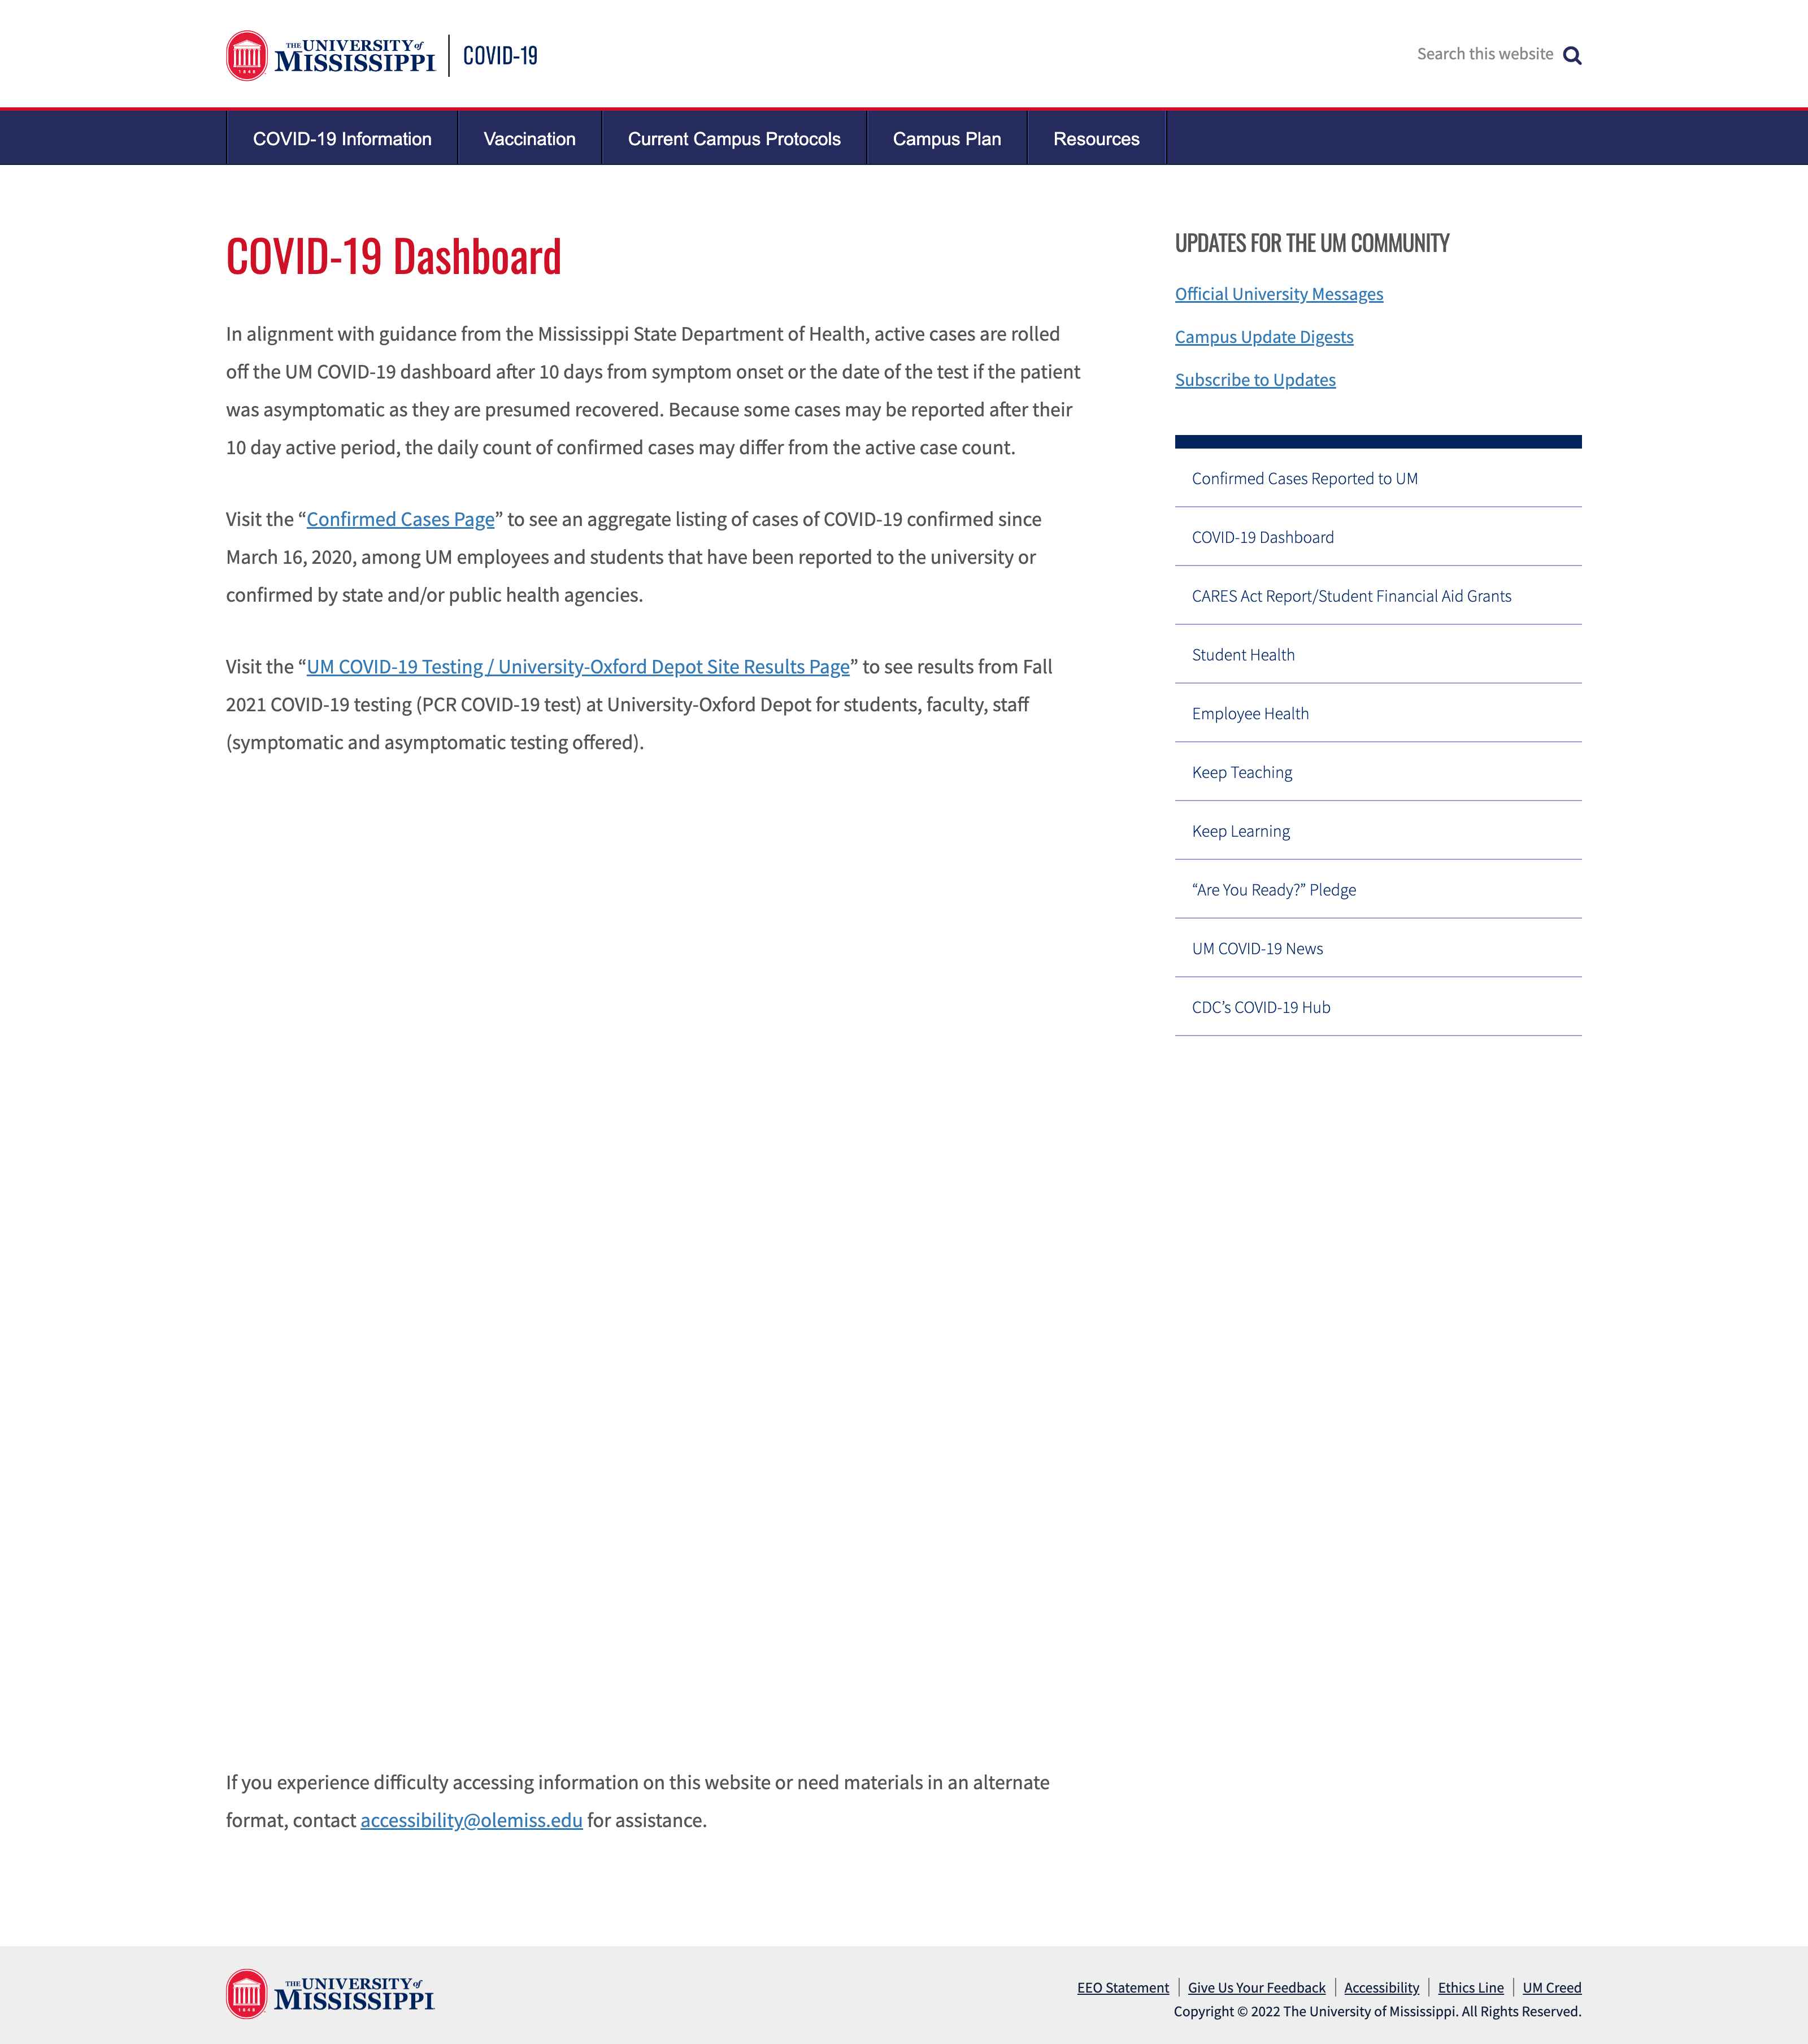 THE UNIVERSITY of
MISSISSIPPI
1848
COVID-19
Search this website
COVID-19 Information
Vaccination
Current Campus Protocols
Campus Plan
Resources
COVID-19 Dashboard
In alignment with guidance from the Mississippi State Department of Health, active cases are rolled
off the UM COVID-19 dashboard after 10 days from symptom onset or the date of the test if the patient
was asymptomatic as they are presumed recovered. Because some cases may be reported after their
10 day active period, the daily count of confirmed cases may differ from the active case count.
Visit the “Confirmed Cases Page” to see an aggregate listing of cases of COVID-19 confirmed since
March 16, 2020, among UM employees and students that have been reported to the university or
confirmed by state and/or public health agencies.
Visit the “UM COVID-19 Testing / University-Oxford Depot Site Results Page” to see results from Fall
2021 COVID-19 testing (PCR COVID-19 test) at University-Oxford Depot for students, faculty, staff
(symptomatic and asymptomatic testing offered).
UPDATES FOR THE UM COMMUNITY
Official University Messages
Campus Update Digests
Subscribe to Updates
Confirmed Cases Reported to UM
COVID-19 Dashboard
CARES Act Report/Student Financial Aid Grants
Student Health
Employee Health
Keep Teaching
Keep Learning
“Are You Ready?” Pledge
UM COVID-19 News
CDC’s COVID-19 Hub
If you experience difficulty accessing information on this website or need materials in an alternate
format, contact accessibility@olemiss.edu for assistance.
THE UNIVERSITY of
MISSISSIPPI
1848
EEO Statement
Give Us Your Feedback
Accessibility
Ethics Line
UM Creed
Copyright © 2022 The University of Mississippi. All Rights Reserved.